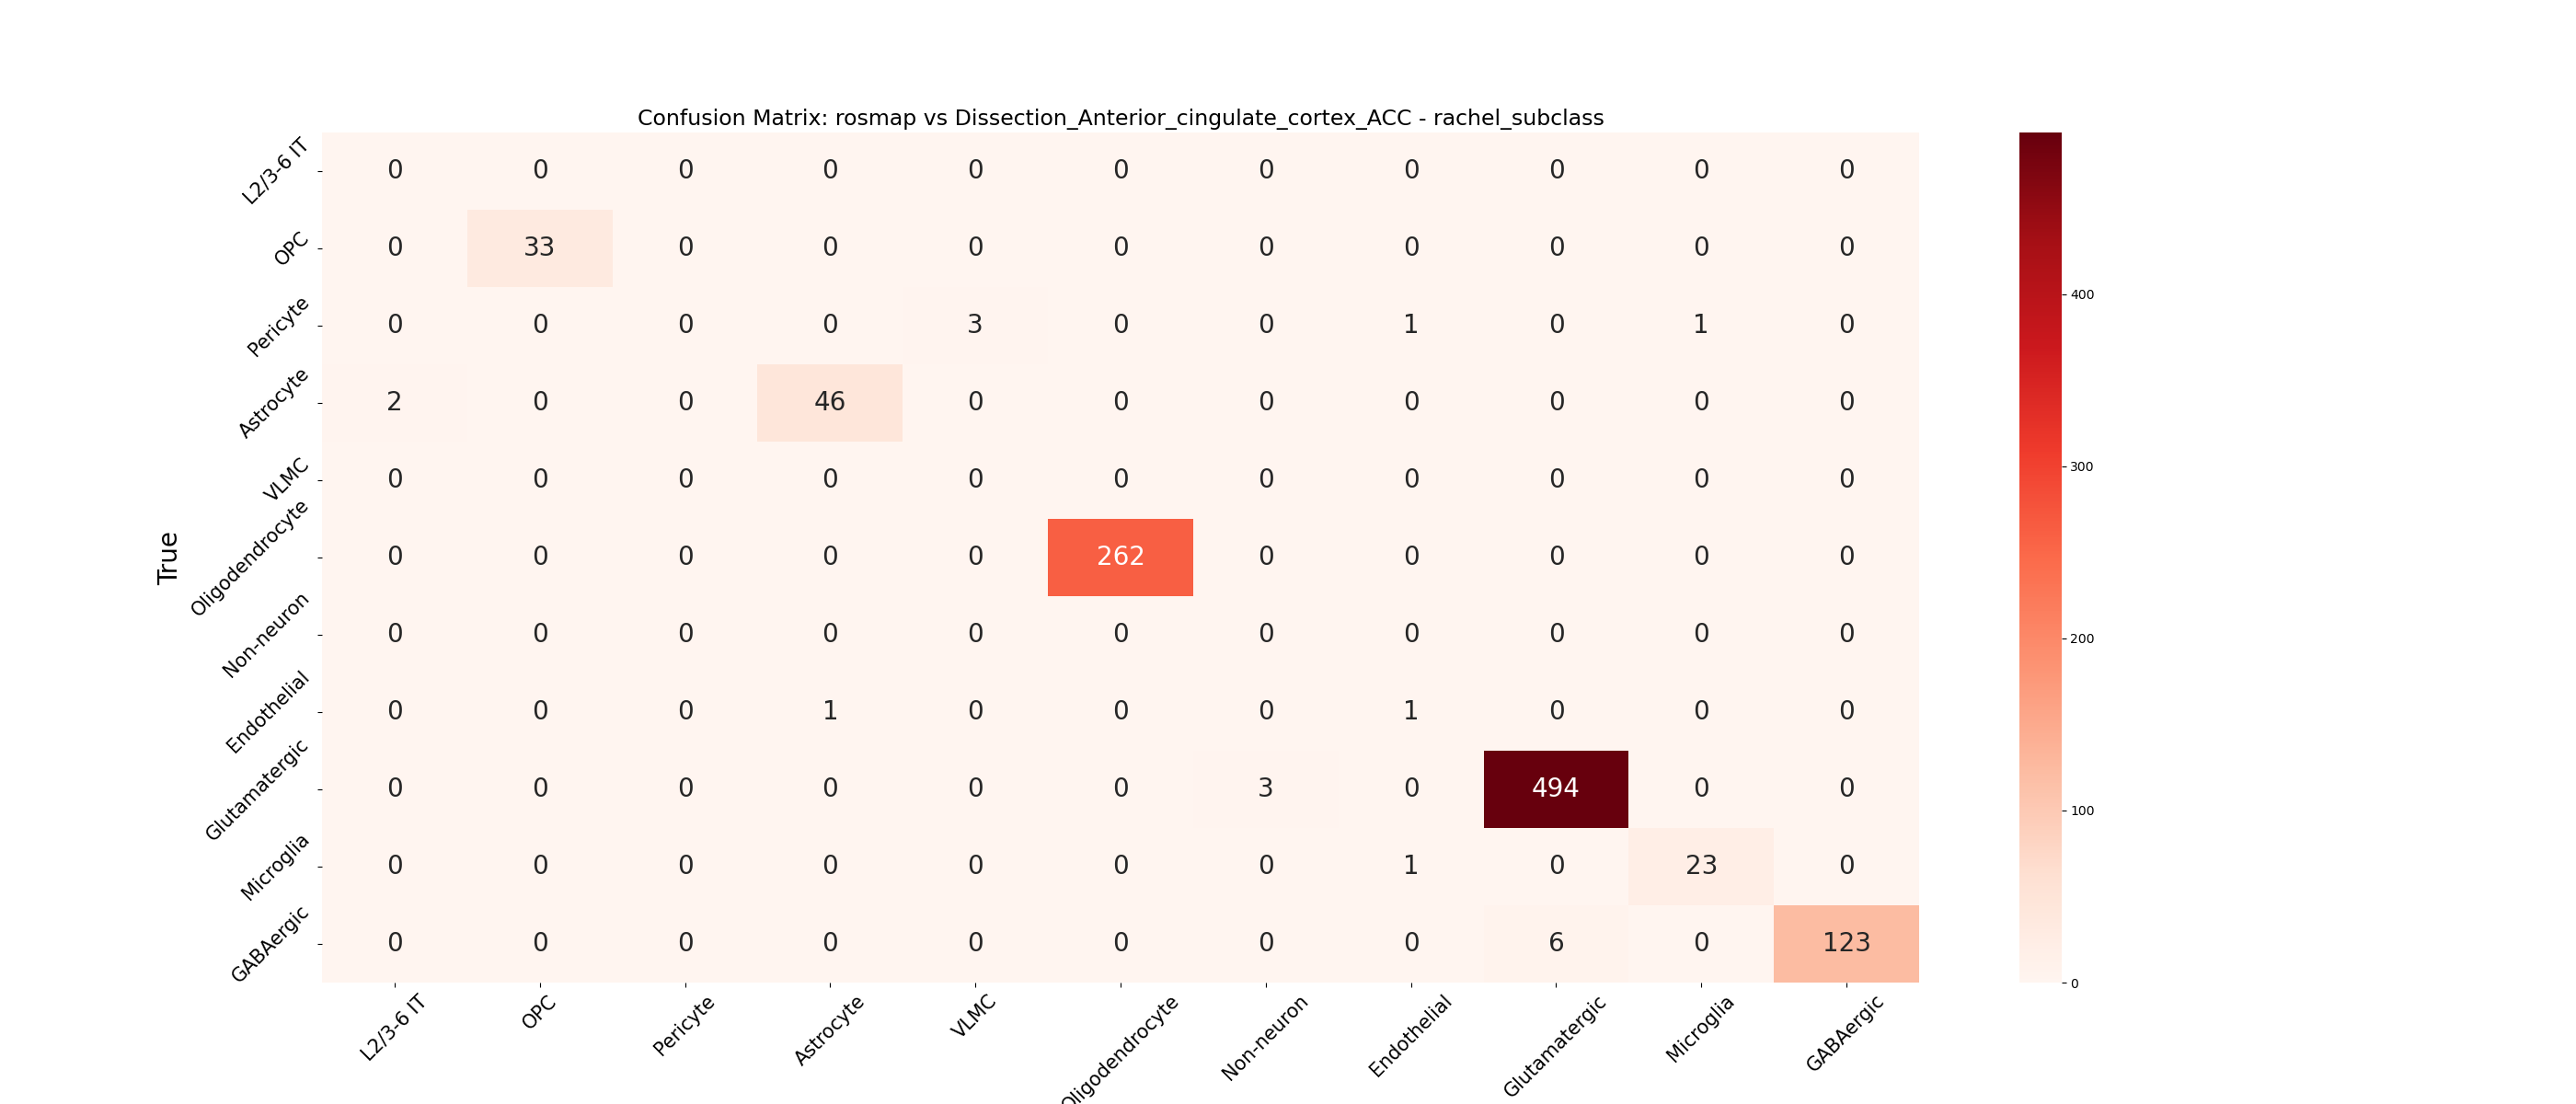 Confusion Matrix: rosmap vs Dissection_Anterior_cingulate_cortex_ACC - rachel_subclass
True
L2/3-6 IT 0 0 0 0 0 0 0 0 0 0 0
OPC 0 33 0 0 0 0 0 0 0 0 0
Pericyte 0 0 0 0 3 0 0 1 0 1 0
Astrocyte 2 0 0 46 0 0 0 0 0 0 0
VLMC 0 0 0 0 0 0 0 0 0 0 0
Oligodendrocyte 0 0 0 0 0 262 0 0 0 0 0
Non-neuron 0 0 0 0 0 0 0 0 0 0 0
Endothelial 0 0 0 1 0 0 0 1 0 0 0
Glutamatergic 0 0 0 0 0 0 3 0 494 0 0
Microglia 0 0 0 0 0 0 0 1 0 23 0
GABAergic 0 0 0 0 0 0 0 0 6 0 123
L2/3-6 IT OPC Pericyte Astrocyte VLMC Oligodendrocyte Non-neuron Endothelial Glutamatergic Microglia GABAergic
400
300
200
100
0